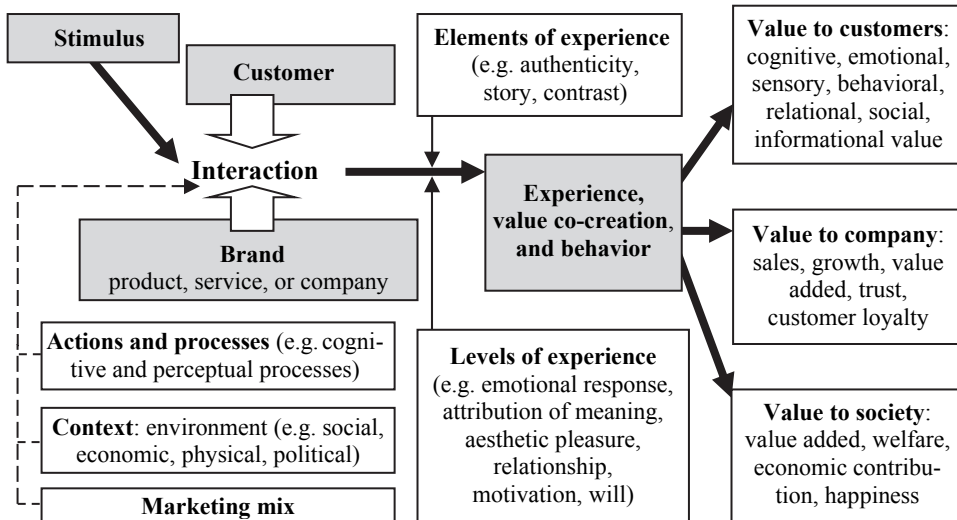 Stimulus
Customer
Interaction
Brand
product, service, or company
Actions and processes (e.g. cogni-
tive and perceptual processes)
Context: environment (e.g. social,
economic, physical, political)
Marketing mix
Elements of experience
(e.g. authenticity,
story, contrast)
Levels of experience
(e.g. emotional response,
attribution of meaning,
aesthetic pleasure,
relationship,
motivation, will)
Experience,
value co-creation,
and behavior
Value to customers:
cognitive, emotional,
sensory, behavioral,
relational, social,
informational value
Value to company:
sales, growth, value
added, trust,
customer loyalty
Value to society:
value added, welfare,
economic contribu-
tion, happiness